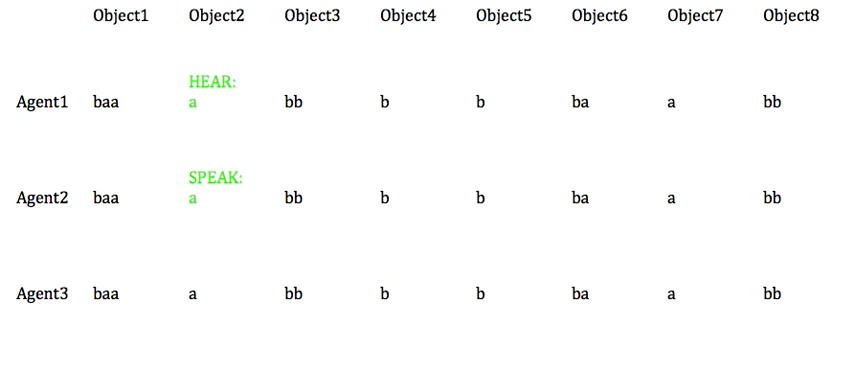 Object1 Object2 Object3 Object4 Object5 Object6 Object7 Object8
HEAR:
Agent1 baa a bb b b ba a bb
SPEAK:
Agent2 baa a bb b b ba a bb
Agent3 baa a bb b b ba a bb